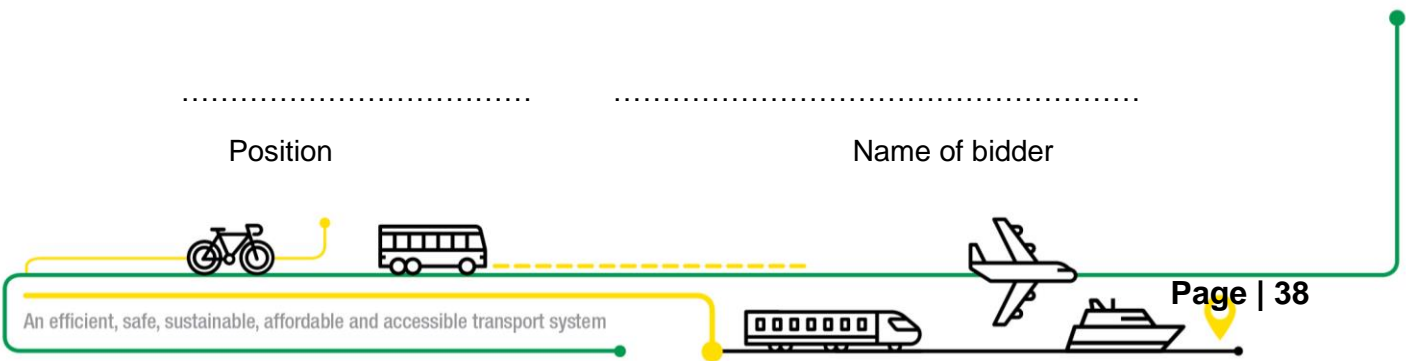 ……………………………… ………………………………………………
Position Name of bidder
Page | 38
An efficient, safe, sustainable, affordable and accessible transport system